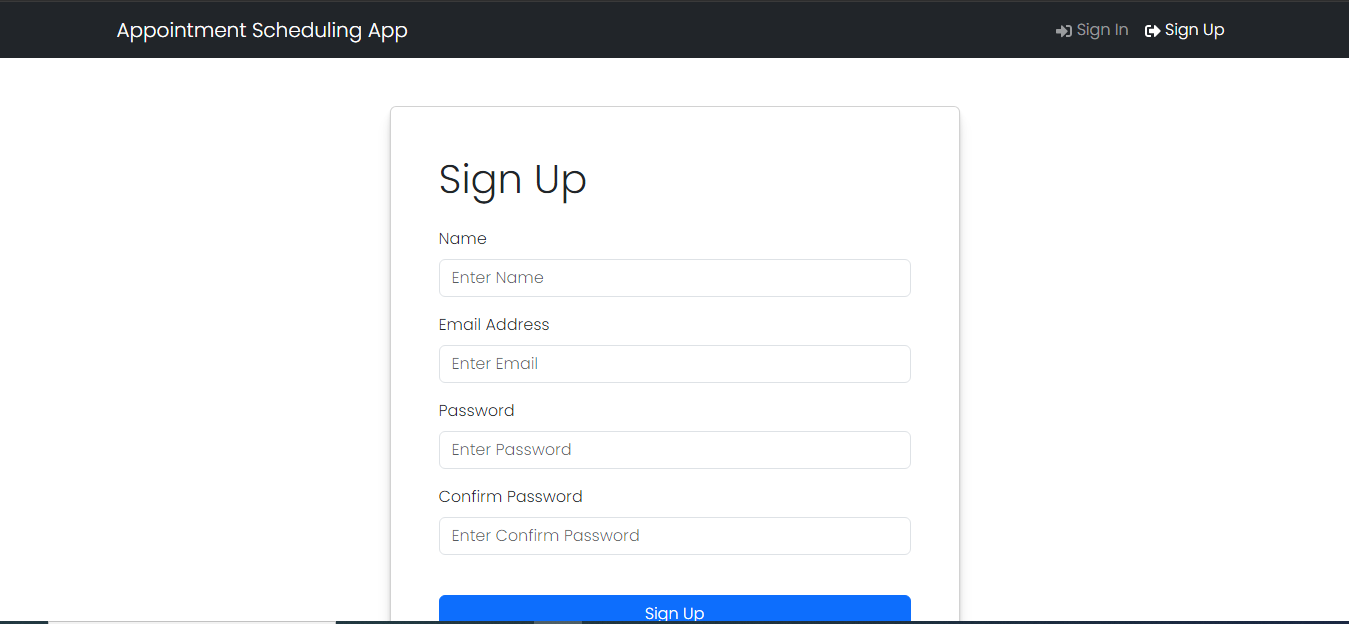 Appointment Scheduling App Sign In Sign Up
Sign Up
Name
Enter Name
Email Address
Enter Email
Password
Enter Password
Confirm Password
Enter Confirm Password
Sign Up